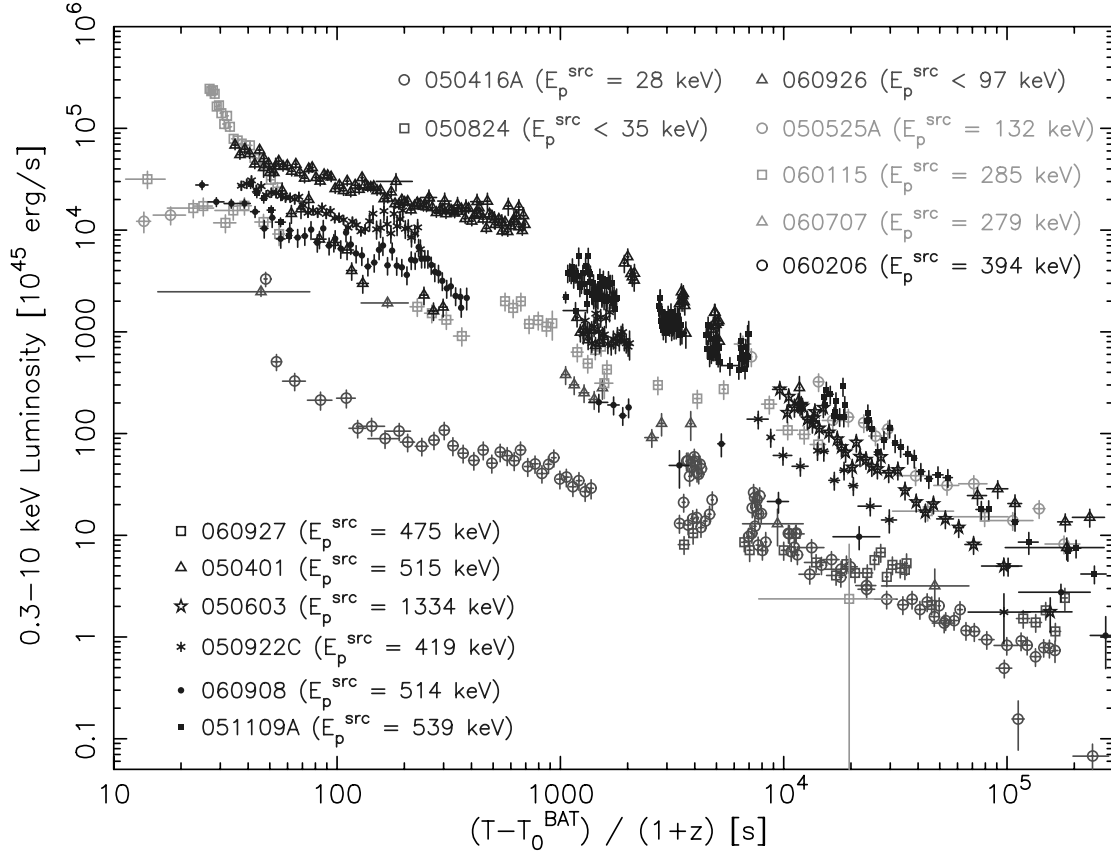 10^6
10^5
10^4
1000
100
10
1
0.1
0.3−10 keV Luminosity [10^45 erg/s]
050416A (E_p^src = 28 keV)
050824 (E_p^src < 35 keV)
060926 (E_p^src < 97 keV)
050525A (E_p^src = 132 keV)
060115 (E_p^src = 285 keV)
060707 (E_p^src = 279 keV)
060206 (E_p^src = 394 keV)
060927 (E_p^src = 475 keV)
050401 (E_p^src = 515 keV)
050603 (E_p^src = 1334 keV)
050922C (E_p^src = 419 keV)
060908 (E_p^src = 514 keV)
051109A (E_p^src = 539 keV)
10 100 1000 10^4 10^5
(T−T_0^BAT) / (1+z) [s]